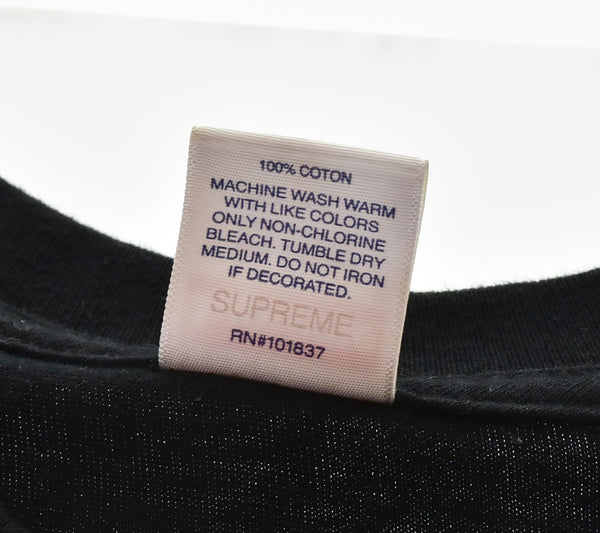 100% COTON
MACHINE WASH WARM
WITH LIKE COLORS
ONLY NON-CHLORINE
BLEACH. TUMBLE DRY
MEDIUM. DO NOT IRON
IF DECORATED.
SUPREME
RN#101837